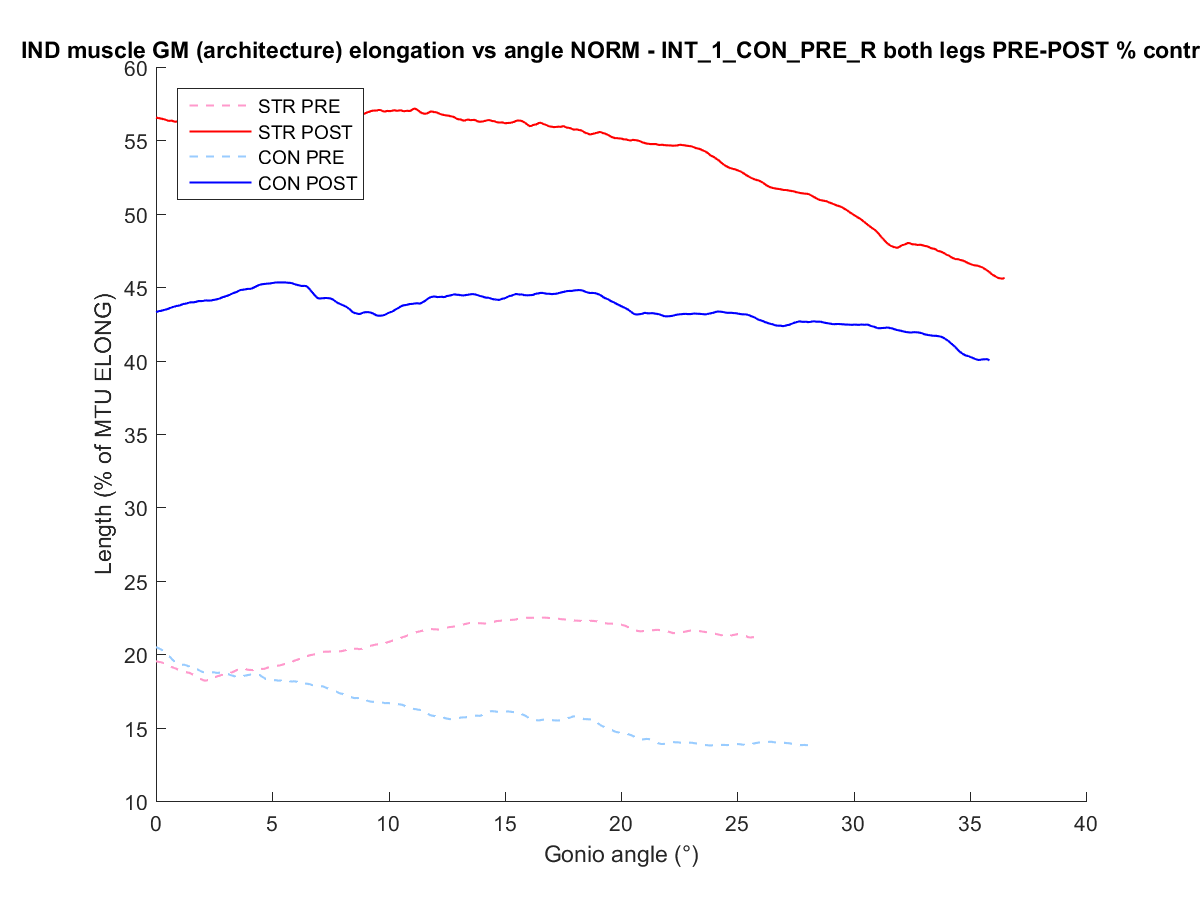 IND muscle GM (architecture) elongation vs angle NORM - INT_1_CON_PRE_R both legs PRE-POST % contr
60
55
50
45
40
35
30
25
20
15
10
Length (% of MTU ELONG)
STR PRE
STR POST
CON PRE
CON POST
0 5 10 15 20 25 30 35 40
Gonio angle (°)